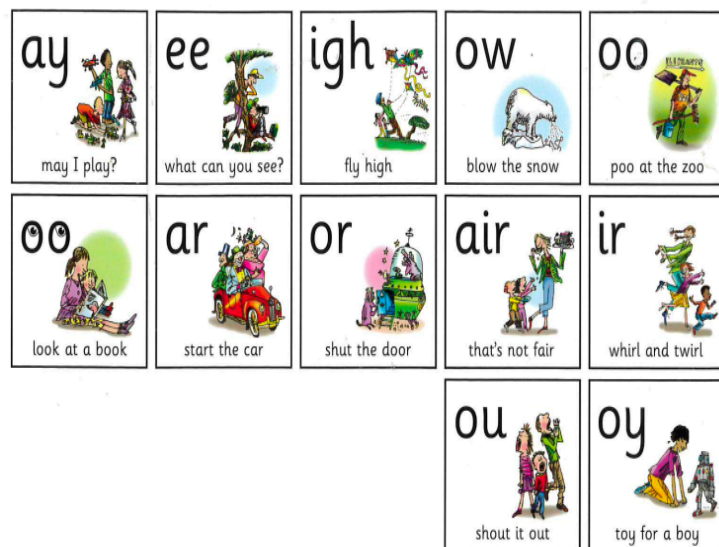 ay
may I play?
ee
what can you see?
igh
fly high
ow
blow the snow
oo
poo at the zoo
oo
look at a book
ar
start the car
or
shut the door
air
that's not fair
ir
whirl and twirl
ou
shout it out
oy
toy for a boy